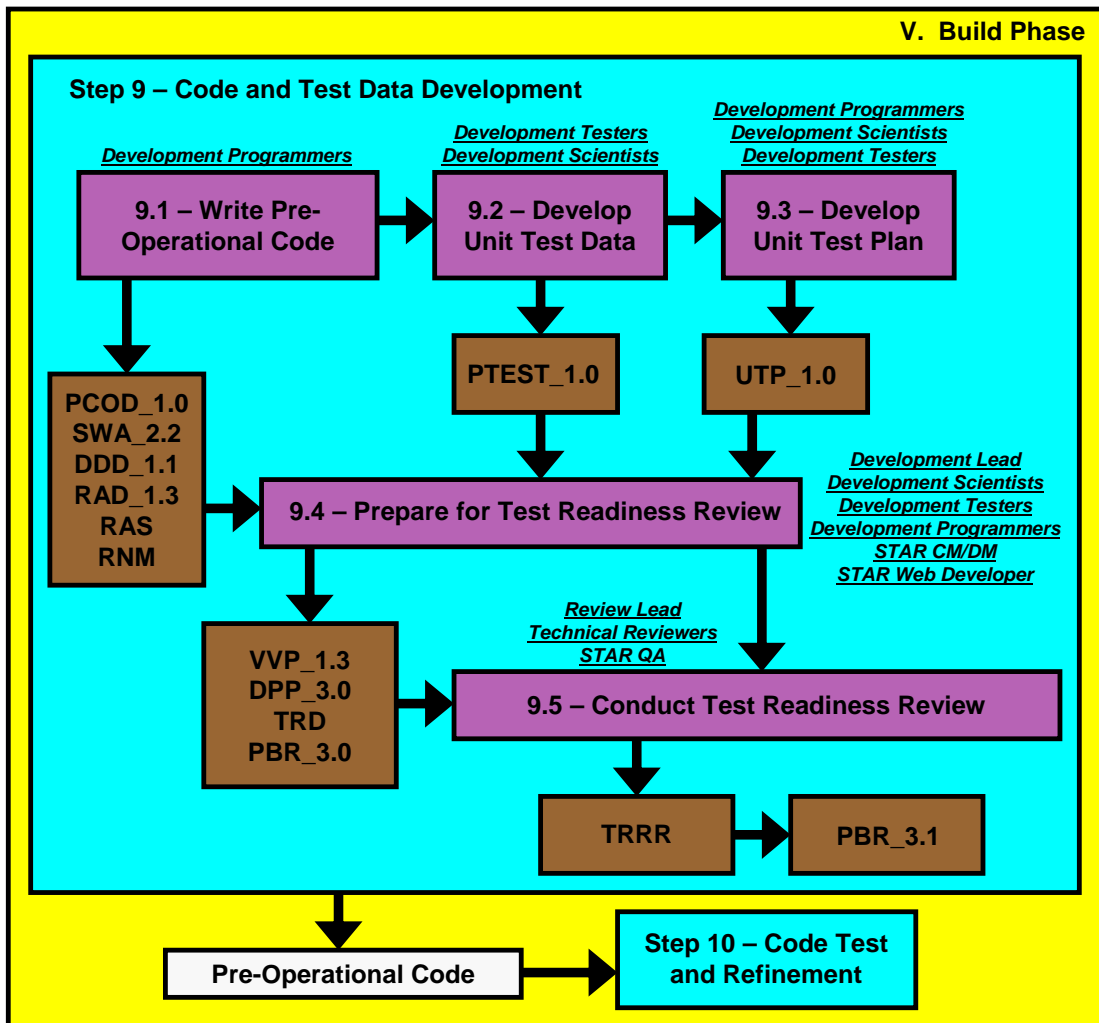 V. Build Phase
Step 9 – Code and Test Data Development
Development Programmers
Development Testers
Development Scientists
Development Programmers
Development Scientists
Development Testers
9.1 – Write Pre-
Operational Code
9.2 – Develop
Unit Test Data
9.3 – Develop
Unit Test Plan
PCOD_1.0
SWA_2.2
DDD_1.1
RAD_1.3
RAS
RNM
PTEST_1.0
UTP_1.0
9.4 – Prepare for Test Readiness Review
Development Lead
Development Scientists
Development Testers
Development Programmers
STAR CM/DM
STAR Web Developer
VVP_1.3
DPP_3.0
TRD
PBR_3.0
Review Lead
Technical Reviewers
STAR QA
9.5 – Conduct Test Readiness Review
TRRR
PBR_3.1
Pre-Operational Code
Step 10 – Code Test
and Refinement